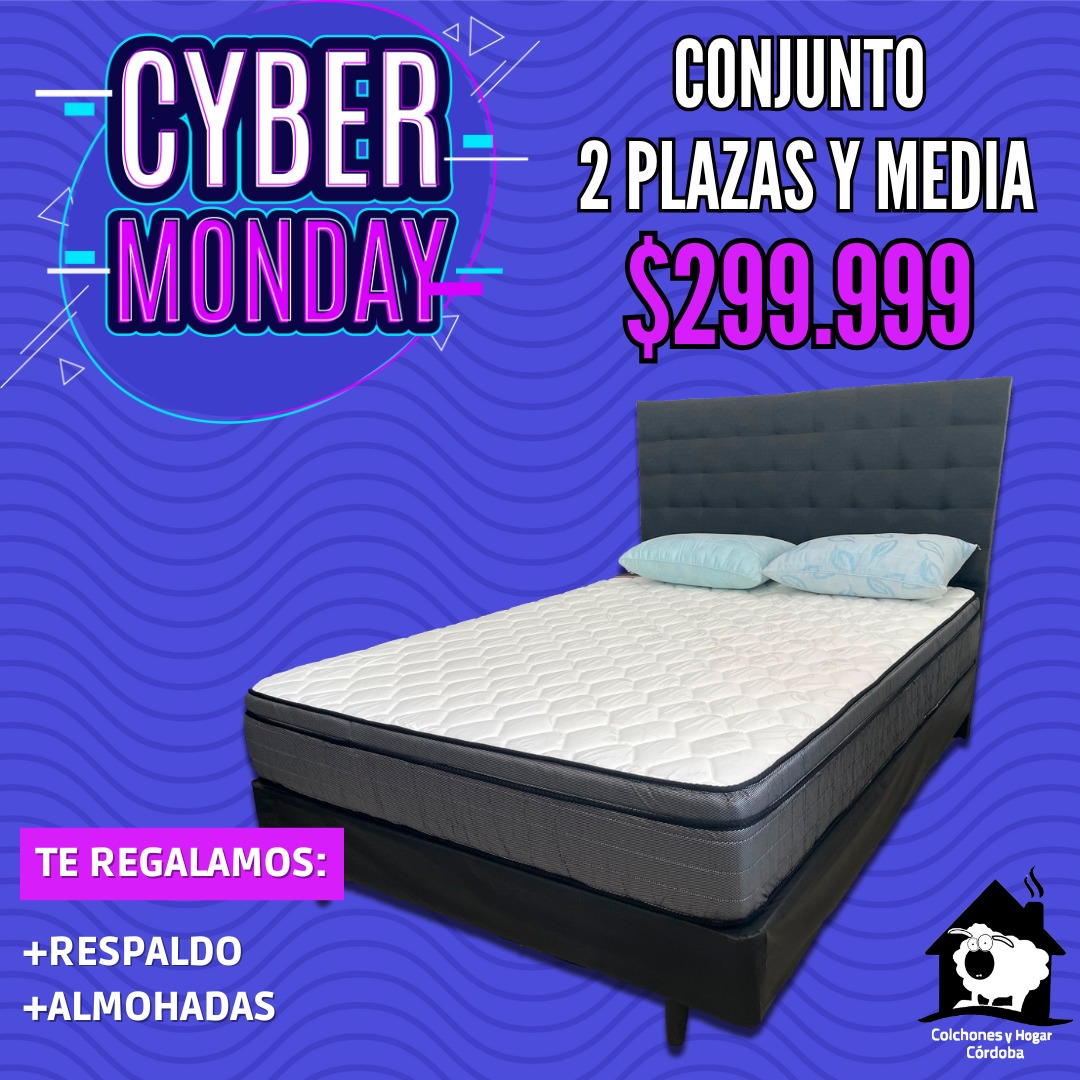 CYBER
MONDAY
CONJUNTO
2 PLAZAS Y MEDIA
$299.999
TE REGALAMOS:
+RESPALDO
+ALMOHADAS
Colchones y Hogar
Córdoba